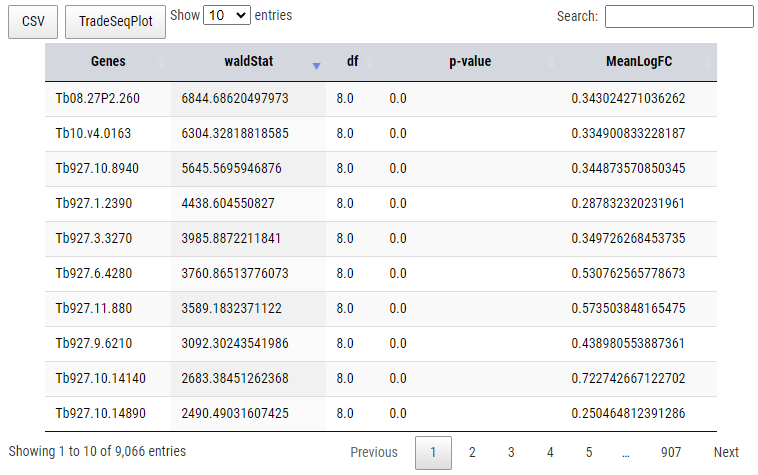 CSV TradeSeqPlot Show 10 entries Search:
Genes waldStat df p-value MeanLogFC
Tb08.27P2.260 6844.68620497973 8.0 0.0 0.343024271036262
Tb10.v4.0163 6304.32818818585 8.0 0.0 0.334900833228187
Tb927.10.8940 5645.5695946876 8.0 0.0 0.344873570850345
Tb927.1.2390 4438.604550827 8.0 0.0 0.287832320231961
Tb927.3.3270 3985.8872211841 8.0 0.0 0.349726268453735
Tb927.6.4280 3760.86513776073 8.0 0.0 0.530762565778673
Tb927.11.880 3589.1832371122 8.0 0.0 0.573503848165475
Tb927.9.6210 3092.30243541986 8.0 0.0 0.438980553887361
Tb927.10.14140 2683.38451262368 8.0 0.0 0.722742667122702
Tb927.10.14890 2490.49031607425 8.0 0.0 0.250464812391286
Showing 1 to 10 of 9,066 entries Previous 1 2 3 4 5 … 907 Next